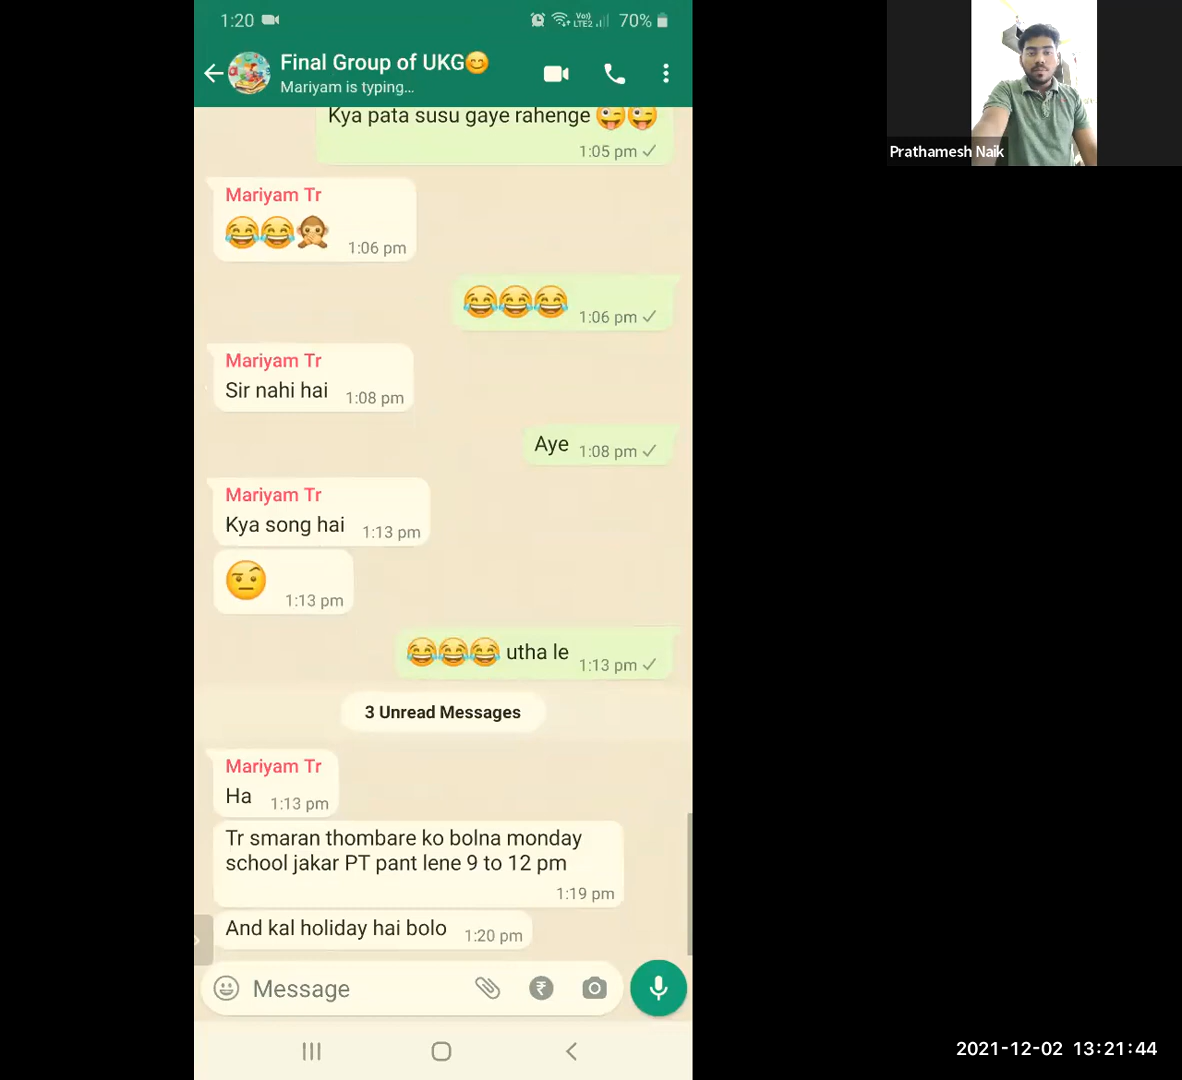 1:20
Vo)) LTE2
70%
Final Group of UKG😊
Mariyam is typing...
Kya pata susu gaye rahenge 😜😜
1:05 pm
Mariyam Tr
😂😂🙊 1:06 pm
😂😂😂 1:06 pm
Mariyam Tr
Sir nahi hai 1:08 pm
Aye 1:08 pm
Mariyam Tr
Kya song hai 1:13 pm
🤨 1:13 pm
😂😂😂 utha le 1:13 pm
3 Unread Messages
Mariyam Tr
Ha 1:13 pm
Tr smaran thombare ko bolna monday
school jakar PT pant lene 9 to 12 pm
1:19 pm
And kal holiday hai bolo 1:20 pm
Message
Prathamesh Naik
2021-12-02 13:21:44